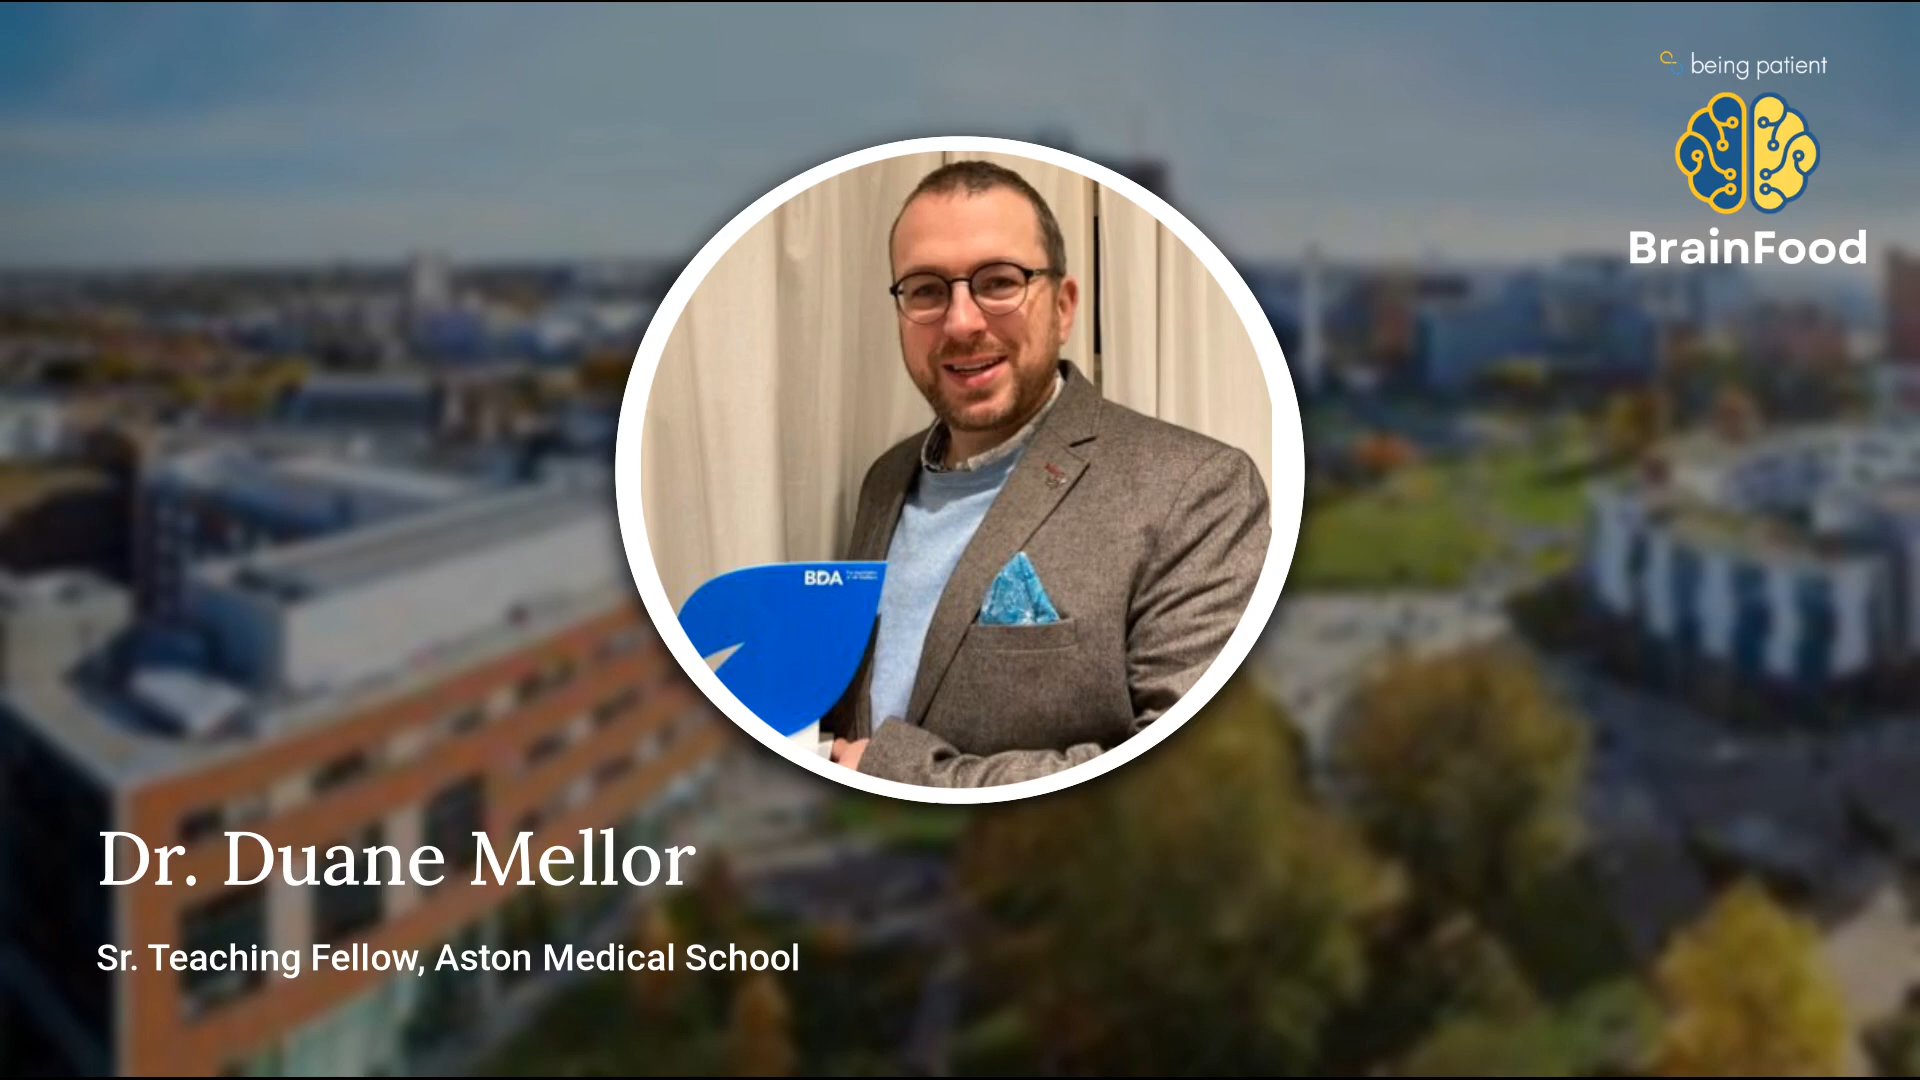 being patient
BrainFood
BDA
Dr. Duane Mellor
Sr. Teaching Fellow, Aston Medical School